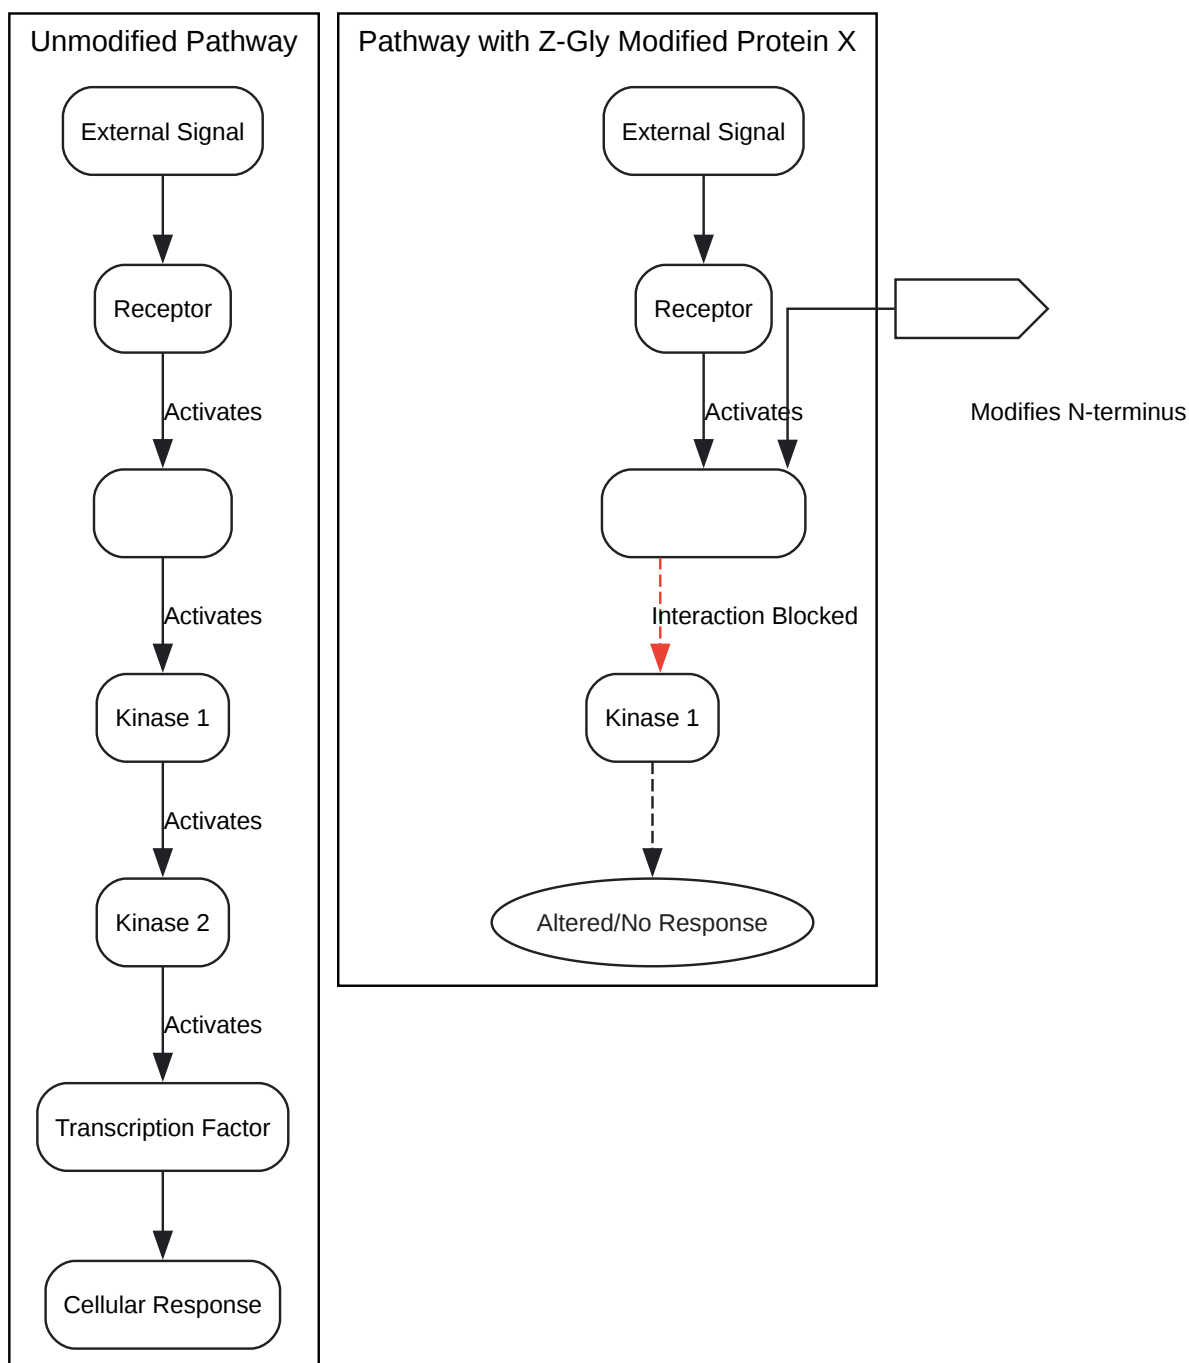 Unmodified Pathway
External Signal
Receptor
Activates
Activates
Kinase 1
Activates
Kinase 2
Activates
Transcription Factor
Cellular Response
Pathway with Z-Gly Modified Protein X
External Signal
Receptor
Activates
Modifies N-terminus
Interaction Blocked
Kinase 1
Altered/No Response